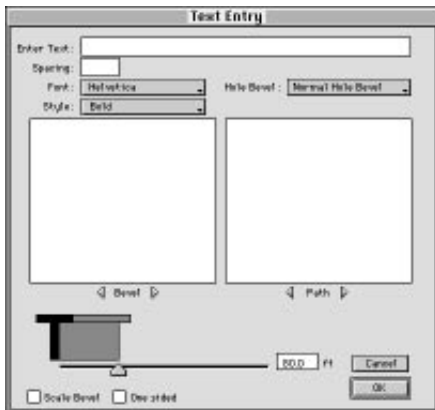 Text Entry
Enter Text:
Spacing:
Font: Helvetica Hole Bevel: Normal Hole Bevel
Style: Bold
Bevel Path
80.0 ft Cancel
OK
Scale Bevel One sided